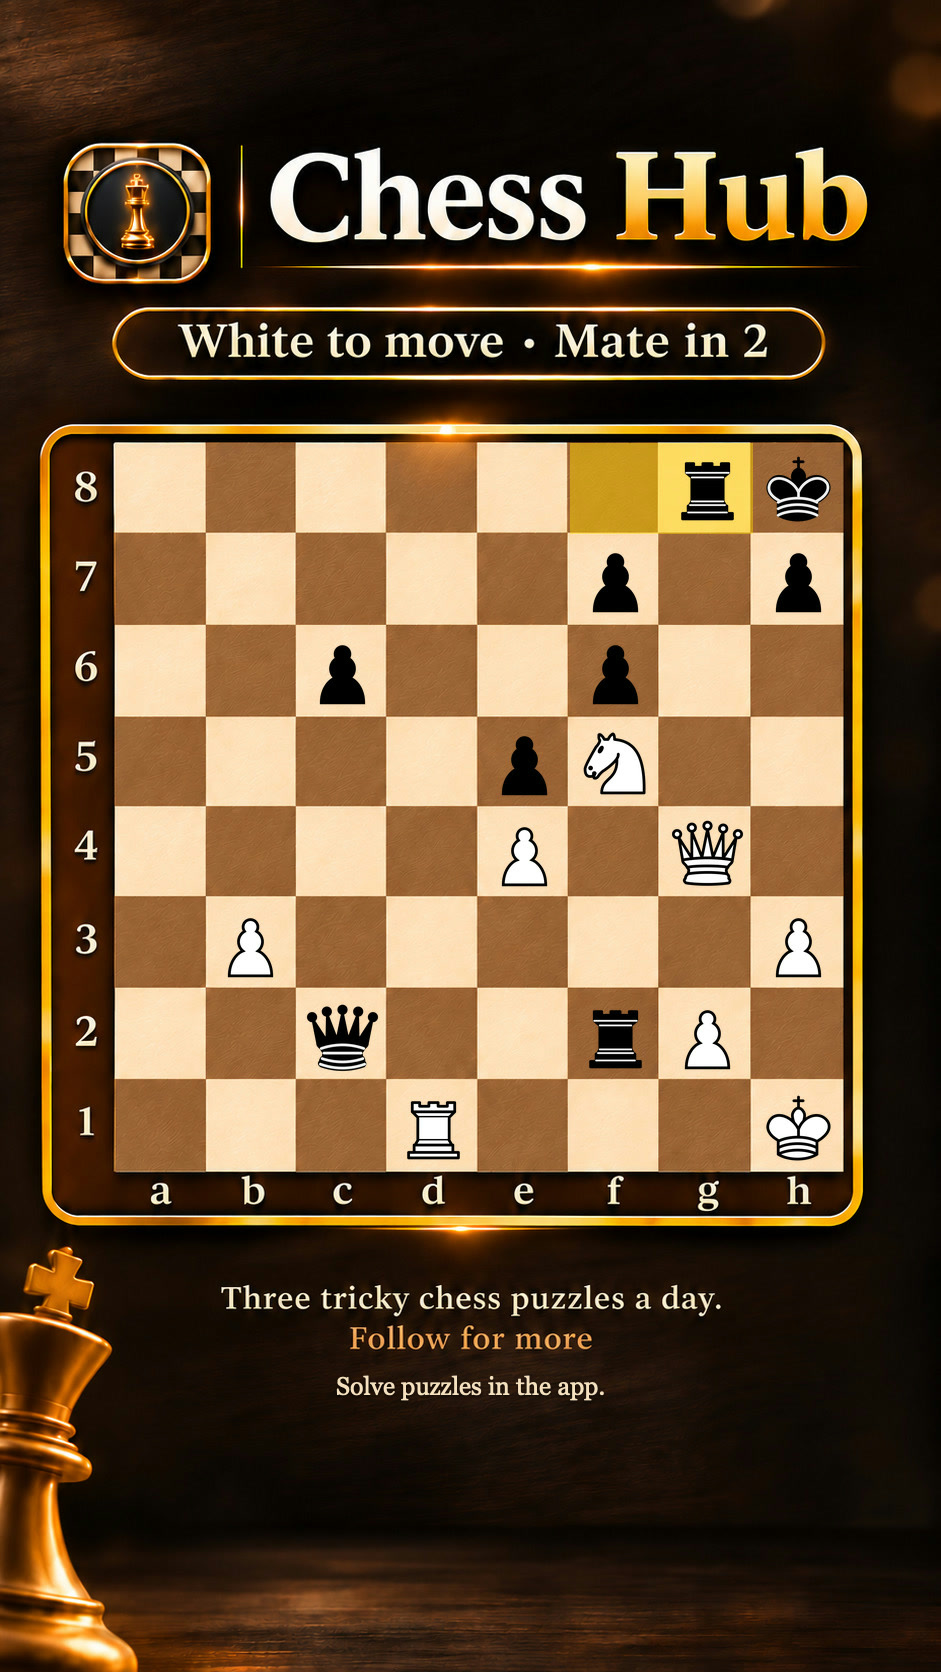 Chess Hub
White to move • Mate in 2
8
7
6
5
4
3
2
1
a b c d e f g h
Three tricky chess puzzles a day.
Follow for more
Solve puzzles in the app.